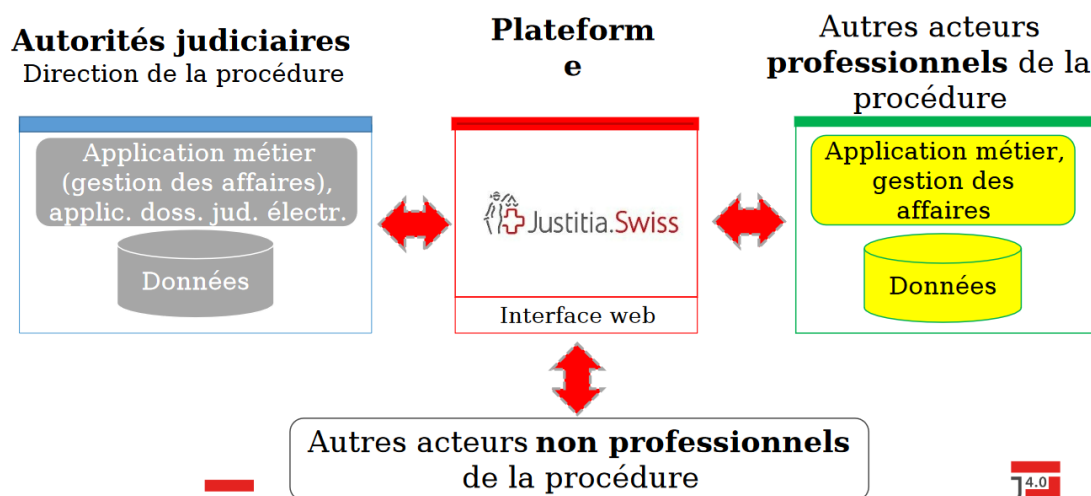 Autorités judiciaires
Direction de la procédure
Plateform
e
Autres acteurs
professionnels de la
procédure
Application métier
(gestion des affaires),
applic. doss. jud. électr.
Données
Justitia.Swiss
Interface web
Application métier,
gestion des
affaires
Données
Autres acteurs non professionnels
de la procédure
4.0